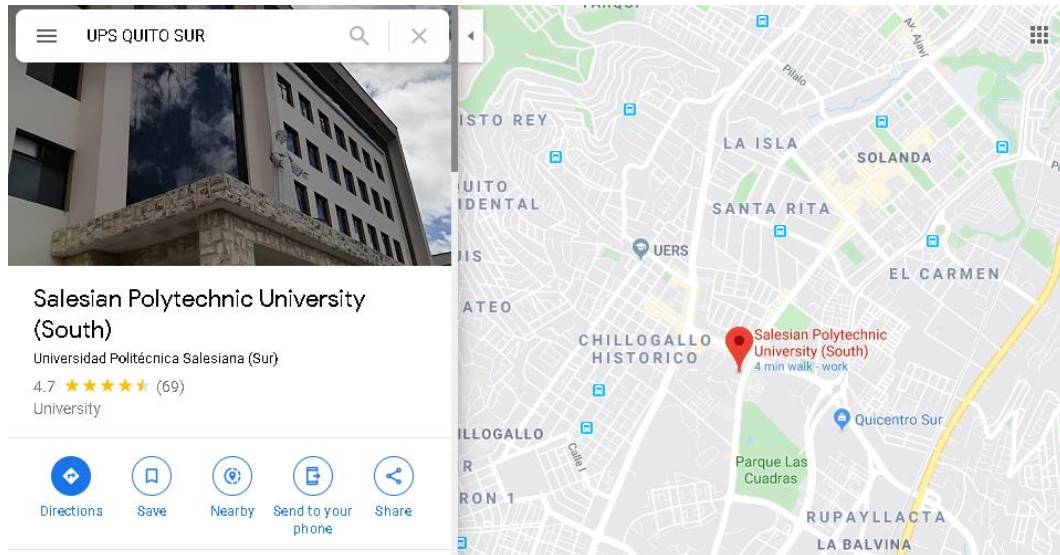 UPS QUITO SUR
Salesian Polytechnic University
(South)
Universidad Politécnica Salesiana (Sur)
4.7
(69)
University
Directions
Save
Nearby
Send to your
phone
Share
ISTO REY
UITO
IDENTAL
UIS
ATEO
CHILLOGALLO
HISTORICO
ILLOGALLO
Calle I
R
RON 1
UERS
Pilalo
Av. Ajaví
LA ISLA
SOLANDA
SANTA RITA
EL CARMEN
Salesian Polytechnic
University (South)
4 min walk - work
Quicentro Sur
Parque Las
Cuadras
RUPAYLLACTA
LA BALVINA